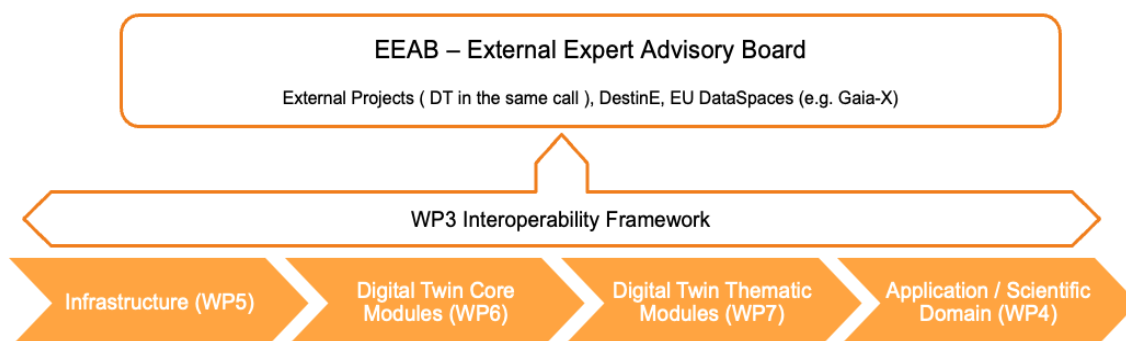 EEAB – External Expert Advisory Board
External Projects ( DT in the same call ), DestinE, EU DataSpaces (e.g. Gaia-X)
WP3 Interoperability Framework
Infrastructure (WP5)
Digital Twin Core
Modules (WP6)
Digital Twin Thematic
Modules (WP7)
Application / Scientific
Domain (WP4)